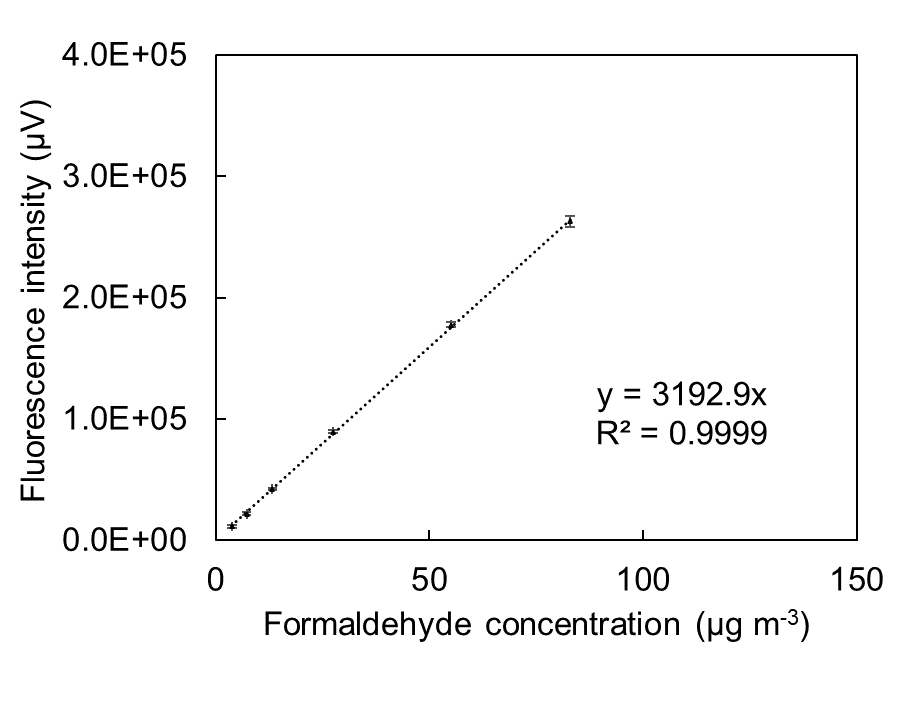 4.0E+05
3.0E+05
2.0E+05
1.0E+05
0.0E+00
Fluorescence intensity (µV)
y = 3192.9x
R² = 0.9999
0 50 100 150
Formaldehyde concentration (µg m⁻³)